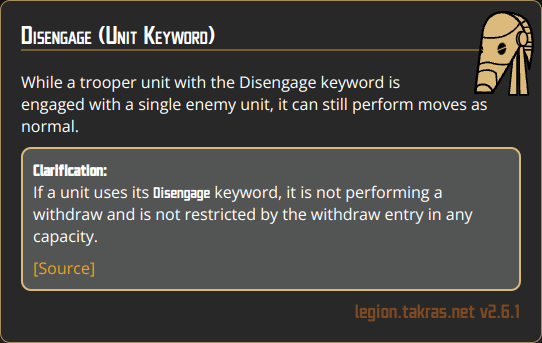 Disengage (Unit Keyword)
While a trooper unit with the Disengage keyword is
engaged with a single enemy unit, it can still perform moves as
normal.
Clarification:
If a unit uses its Disengage keyword, it is not performing a
withdraw and is not restricted by the withdraw entry in any
capacity.
[Source]
legion.takras.net v2.6.1